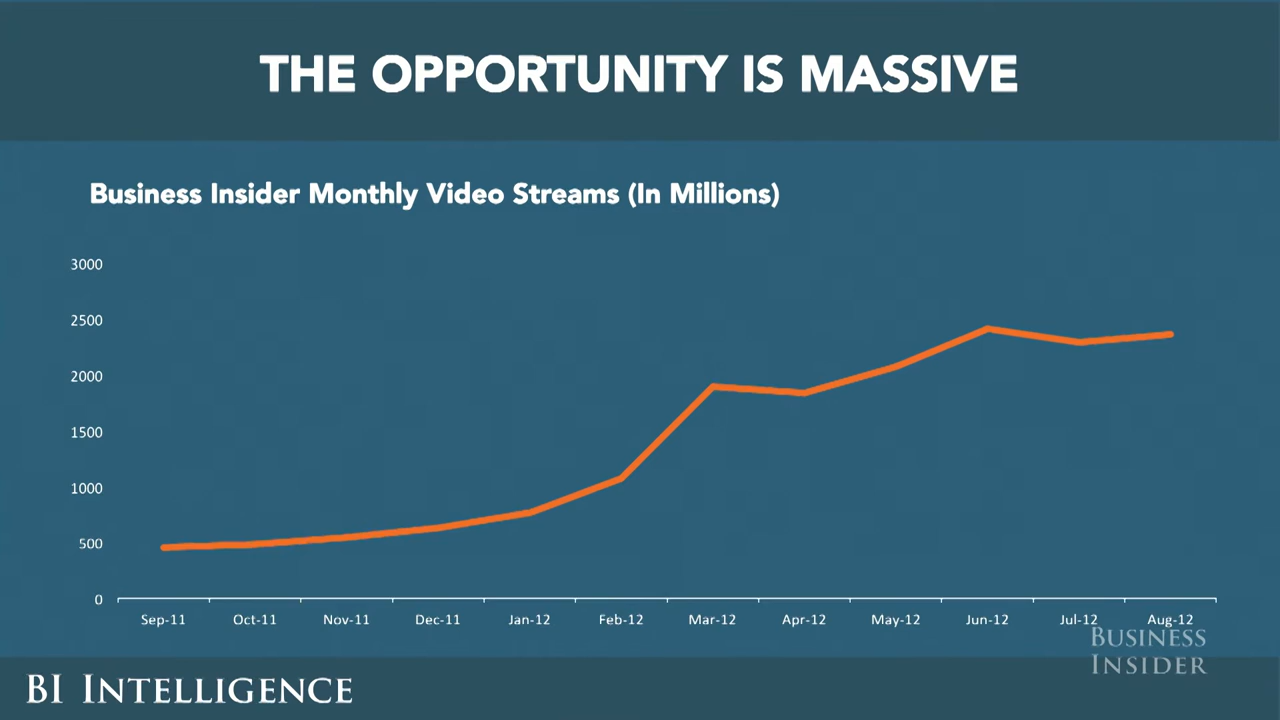 THE OPPORTUNITY IS MASSIVE
Business Insider Monthly Video Streams (In Millions)
3000
2500
2000
1500
1000
500
0
Sep-11 Oct-11 Nov-11 Dec-11 Jan-12 Feb-12 Mar-12 Apr-12 May-12 Jun-12 Jul-12 Aug-12
BUSINESS
INSIDER
BI INTELLIGENCE